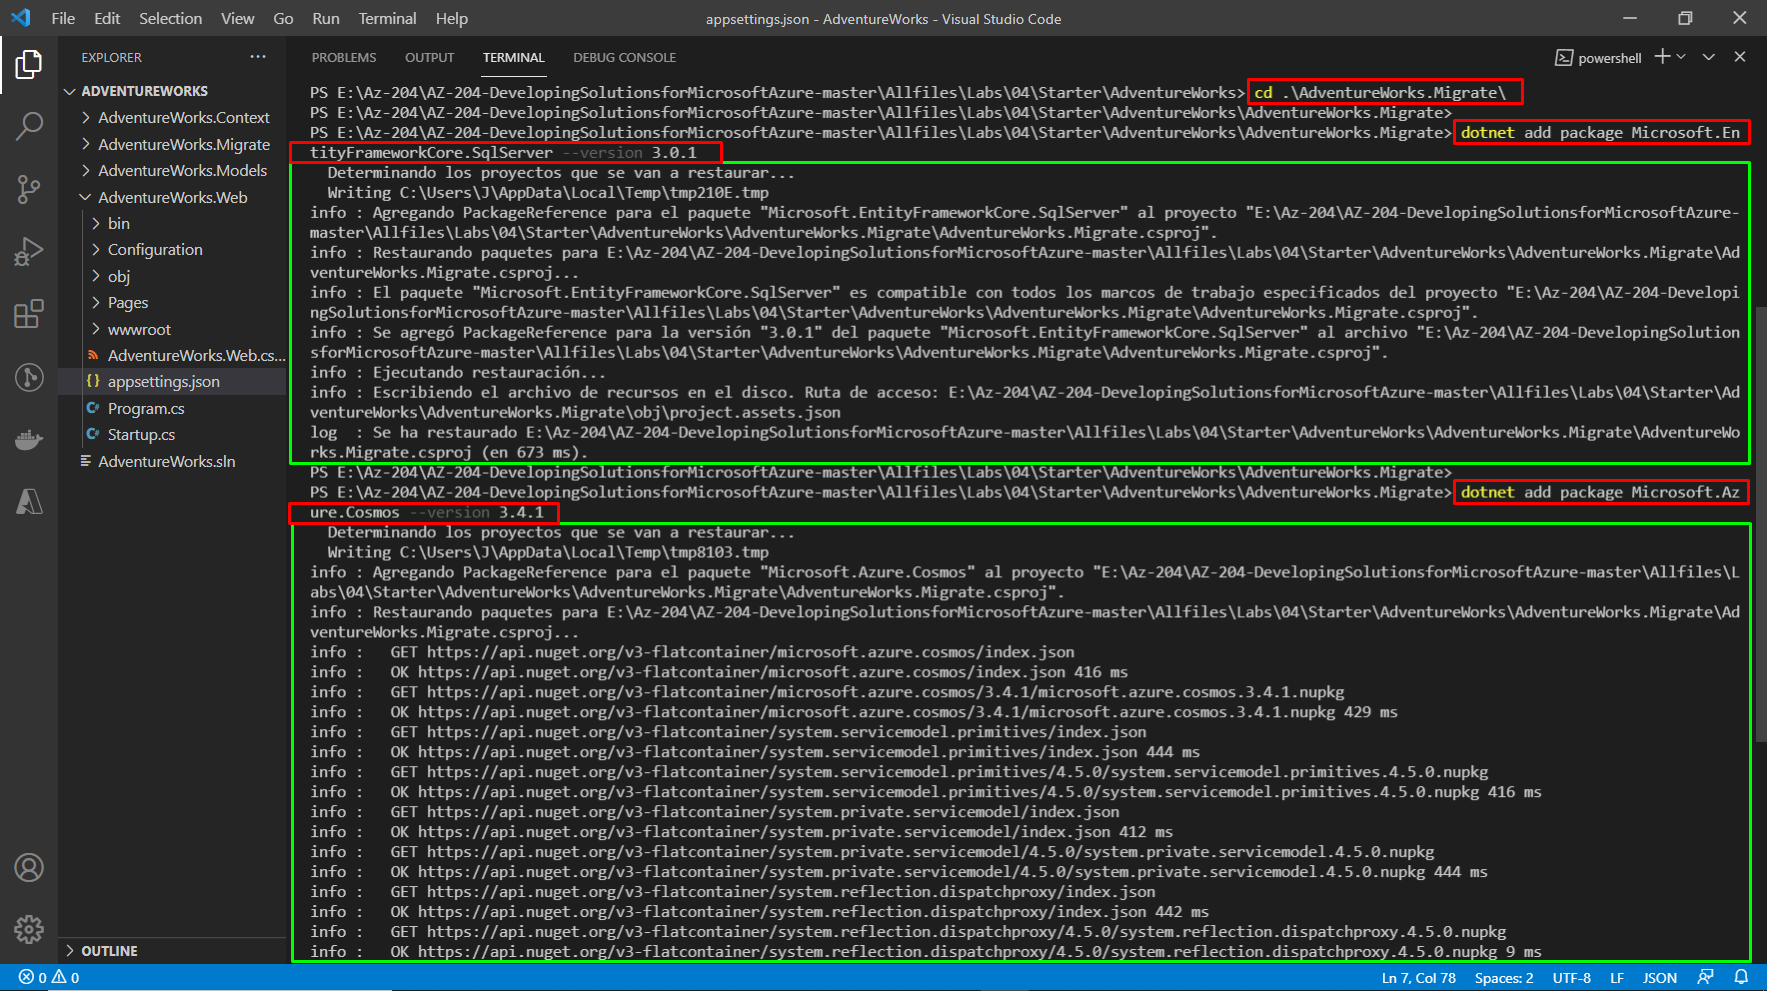 File Edit Selection View Go Run Terminal Help
appsettings.json - AdventureWorks - Visual Studio Code
EXPLORER
ADVENTUREWORKS
AdventureWorks.Context
AdventureWorks.Migrate
AdventureWorks.Models
AdventureWorks.Web
bin
Configuration
obj
Pages
wwwroot
AdventureWorks.Web.cs...
appsettings.json
Program.cs
Startup.cs
AdventureWorks.sln
OUTLINE
PROBLEMS OUTPUT TERMINAL DEBUG CONSOLE
powershell
PS E:\Az-204\AZ-204-DevelopingSolutionsforMicrosoftAzure-master\Allfiles\Labs\04\Starter\AdventureWorks> cd .\AdventureWorks.Migrate\
PS E:\Az-204\AZ-204-DevelopingSolutionsforMicrosoftAzure-master\Allfiles\Labs\04\Starter\AdventureWorks\AdventureWorks.Migrate>
PS E:\Az-204\AZ-204-DevelopingSolutionsforMicrosoftAzure-master\Allfiles\Labs\04\Starter\AdventureWorks\AdventureWorks.Migrate> dotnet add package Microsoft.En
tityFrameworkCore.SqlServer --version 3.0.1
Determinando los proyectos que se van a restaurar...
Writing C:\Users\J\AppData\Local\Temp\tmp210E.tmp
info : Agregando PackageReference para el paquete "Microsoft.EntityFrameworkCore.SqlServer" al proyecto "E:\Az-204\AZ-204-DevelopingSolutionsforMicrosoftAzure-
master\Allfiles\Labs\04\Starter\AdventureWorks\AdventureWorks.Migrate\AdventureWorks.Migrate.csproj".
info : Restaurando paquetes para E:\Az-204\AZ-204-DevelopingSolutionsforMicrosoftAzure-master\Allfiles\Labs\04\Starter\AdventureWorks\AdventureWorks.Migrate\Ad
ventureWorks.Migrate.csproj...
info : El paquete "Microsoft.EntityFrameworkCore.SqlServer" es compatible con todos los marcos de trabajo especificados del proyecto "E:\Az-204\AZ-204-Developi
ngSolutionsforMicrosoftAzure-master\Allfiles\Labs\04\Starter\AdventureWorks\AdventureWorks.Migrate\AdventureWorks.Migrate.csproj".
info : Se agregó PackageReference para la versión "3.0.1" del paquete "Microsoft.EntityFrameworkCore.SqlServer" al archivo "E:\Az-204\AZ-204-DevelopingSolution
sforMicrosoftAzure-master\Allfiles\Labs\04\Starter\AdventureWorks\AdventureWorks.Migrate\AdventureWorks.Migrate.csproj".
info : Ejecutando restauración...
info : Escribiendo el archivo de recursos en el disco. Ruta de acceso: E:\Az-204\AZ-204-DevelopingSolutionsforMicrosoftAzure-master\Allfiles\Labs\04\Starter\Ad
ventureWorks\AdventureWorks.Migrate\obj\project.assets.json
log  : Se ha restaurado E:\Az-204\AZ-204-DevelopingSolutionsforMicrosoftAzure-master\Allfiles\Labs\04\Starter\AdventureWorks\AdventureWorks.Migrate\AdventureWo
rks.Migrate.csproj (en 673 ms).
PS E:\Az-204\AZ-204-DevelopingSolutionsforMicrosoftAzure-master\Allfiles\Labs\04\Starter\AdventureWorks\AdventureWorks.Migrate>
PS E:\Az-204\AZ-204-DevelopingSolutionsforMicrosoftAzure-master\Allfiles\Labs\04\Starter\AdventureWorks\AdventureWorks.Migrate> dotnet add package Microsoft.Az
ure.Cosmos --version 3.4.1
Determinando los proyectos que se van a restaurar...
Writing C:\Users\J\AppData\Local\Temp\tmp8103.tmp
info : Agregando PackageReference para el paquete "Microsoft.Azure.Cosmos" al proyecto "E:\Az-204\AZ-204-DevelopingSolutionsforMicrosoftAzure-master\Allfiles\L
abs\04\Starter\AdventureWorks\AdventureWorks.Migrate\AdventureWorks.Migrate.csproj".
info : Restaurando paquetes para E:\Az-204\AZ-204-DevelopingSolutionsforMicrosoftAzure-master\Allfiles\Labs\04\Starter\AdventureWorks\AdventureWorks.Migrate\Ad
ventureWorks.Migrate.csproj...
info :   GET https://api.nuget.org/v3-flatcontainer/microsoft.azure.cosmos/index.json
info :   OK https://api.nuget.org/v3-flatcontainer/microsoft.azure.cosmos/index.json 416 ms
info :   GET https://api.nuget.org/v3-flatcontainer/microsoft.azure.cosmos/3.4.1/microsoft.azure.cosmos.3.4.1.nupkg
info :   OK https://api.nuget.org/v3-flatcontainer/microsoft.azure.cosmos/3.4.1/microsoft.azure.cosmos.3.4.1.nupkg 429 ms
info :   GET https://api.nuget.org/v3-flatcontainer/system.servicemodel.primitives/index.json
info :   OK https://api.nuget.org/v3-flatcontainer/system.servicemodel.primitives/index.json 444 ms
info :   GET https://api.nuget.org/v3-flatcontainer/system.servicemodel.primitives/4.5.0/system.servicemodel.primitives.4.5.0.nupkg
info :   OK https://api.nuget.org/v3-flatcontainer/system.servicemodel.primitives/4.5.0/system.servicemodel.primitives.4.5.0.nupkg 416 ms
info :   GET https://api.nuget.org/v3-flatcontainer/system.private.servicemodel/index.json
info :   OK https://api.nuget.org/v3-flatcontainer/system.private.servicemodel/index.json 412 ms
info :   GET https://api.nuget.org/v3-flatcontainer/system.private.servicemodel/4.5.0/system.private.servicemodel.4.5.0.nupkg
info :   OK https://api.nuget.org/v3-flatcontainer/system.private.servicemodel/4.5.0/system.private.servicemodel.4.5.0.nupkg 444 ms
info :   GET https://api.nuget.org/v3-flatcontainer/system.reflection.dispatchproxy/index.json
info :   OK https://api.nuget.org/v3-flatcontainer/system.reflection.dispatchproxy/index.json 442 ms
info :   GET https://api.nuget.org/v3-flatcontainer/system.reflection.dispatchproxy/4.5.0/system.reflection.dispatchproxy.4.5.0.nupkg
info :   OK https://api.nuget.org/v3-flatcontainer/system.reflection.dispatchproxy/4.5.0/system.reflection.dispatchproxy.4.5.0.nupkg 9 ms
0 0
Ln 7, Col 78 Spaces: 2 UTF-8 LF JSON